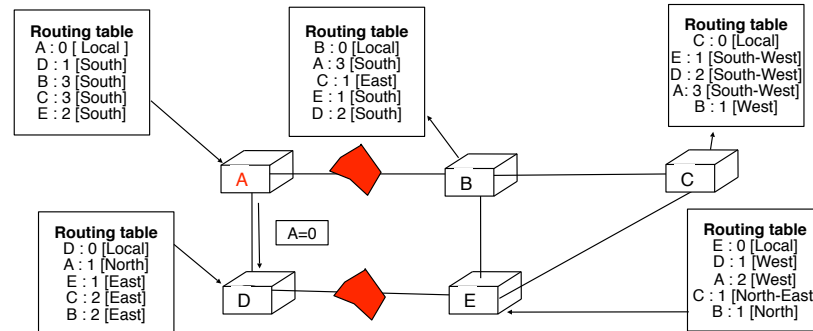 Routing table
A : 0 [ Local ]
D : 1 [South]
B : 3 [South]
C : 3 [South]
E : 2 [South]
Routing table
B : 0 [Local]
A : 3 [South]
C : 1 [East]
E : 1 [South]
D : 2 [South]
Routing table
C : 0 [Local]
E : 1 [South-West]
D : 2 [South-West]
A: 3 [South-West]
B : 1 [West]
A
B
C
A=0
Routing table
D : 0 [Local]
A : 1 [North]
E : 1 [East]
C : 2 [East]
B : 2 [East]
D
E
Routing table
E : 0 [Local]
D : 1 [West]
A : 2 [West]
C : 1 [North-East]
B : 1 [North]